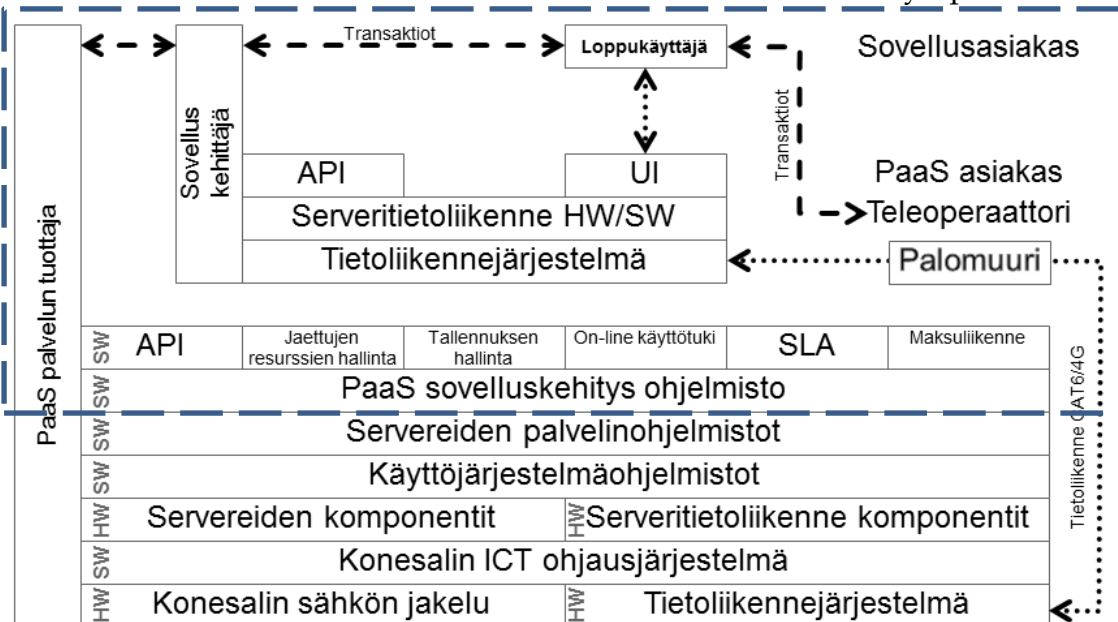 Transaktiot
Loppukäyttäjä
Sovellusasiakas
Sovellus
kehittäjä
Transaktiot
API
UI
PaaS asiakas
Serveritietoliikenne HW/SW
Teleoperaattori
Tietoliikennejärjestelmä
Palomuuri
PaaS palvelun tuottaja
SW
API
Jaettujen
resurssien hallinta
Tallennuksen
hallinta
On-line käyttötuki
SLA
Maksuliikenne
Tietoliikenne CAT6/4G
SW
PaaS sovelluskehitys ohjelmisto
SW
Servereiden palvelinohjelmistot
SW
Käyttöjärjestelmäohjelmistot
HW
Servereiden komponentit
HW
Serveritietoliikenne komponentit
SW
Konesalin ICT ohjausjärjestelmä
HW
Konesalin sähkön jakelu
HW
Tietoliikennejärjestelmä